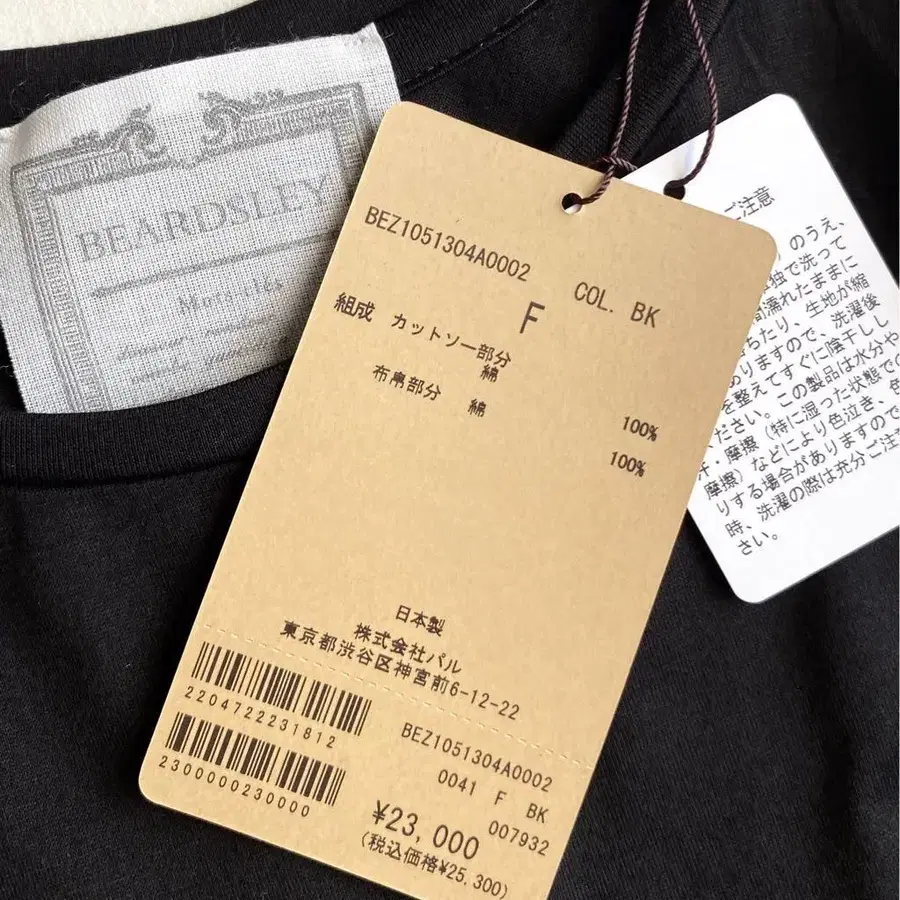 BEARDSLEY
BEZ1051304A0002
COL. BK
F
組成 カットソー部分
綿 100%
布帛部分
綿 100%
日本製
株式会社パル
東京都渋谷区神宮前6-12-22
2204722231812
2300000230000
BEZ1051304A0002
0041 F BK
007932
¥23,000
(税込価格¥25,300)
ご注意
のうえ、
独で洗って
濡れたままに
ちたり、生地が縮
ありますので、洗濯後
を整えてすぐに陰干しし
ださい。この製品は水分や
汗・摩擦（特に湿った状態での
摩擦）などにより色泣き、色
りする場合がありますので
時、洗濯の際は充分ご注意
さい。